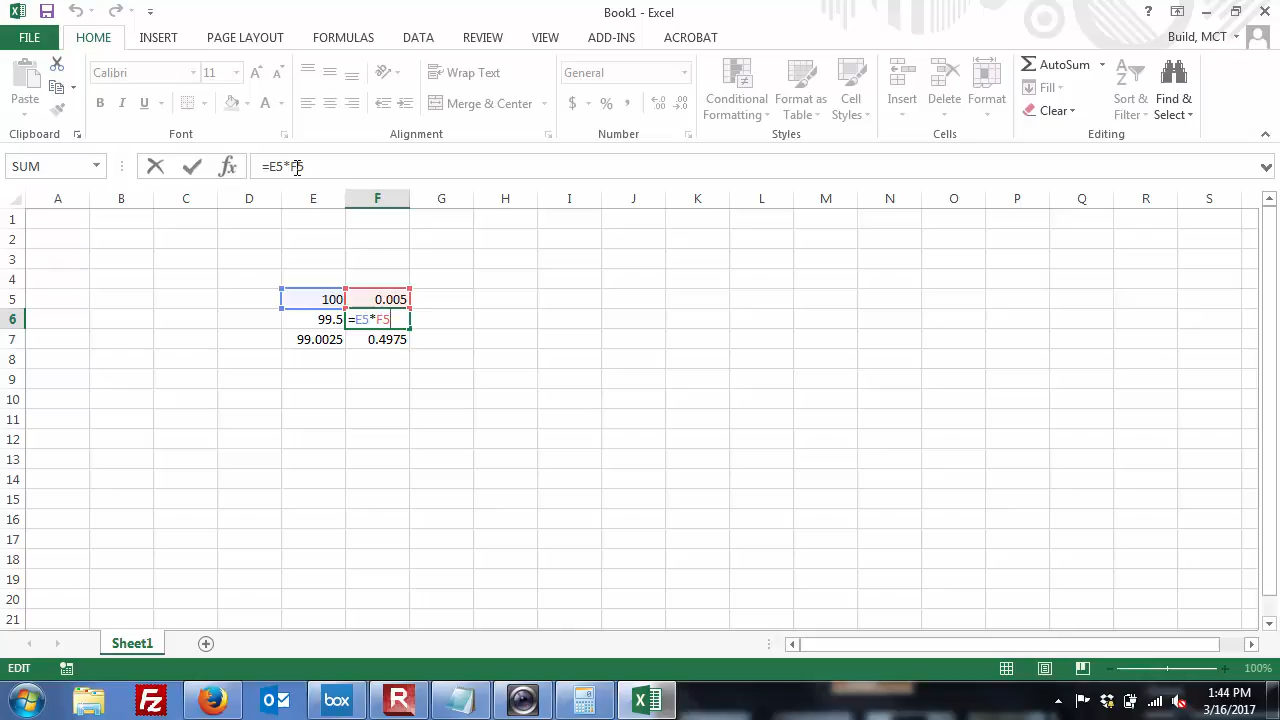 Book1 - Excel
?
FILE HOME INSERT PAGE LAYOUT FORMULAS DATA REVIEW VIEW ADD-INS ACROBAT Build, MCT
Paste
Calibri 11 A A
B I U A
Wrap Text
Merge & Center
General
$ % ,
Conditional Formatting
Format as Table
Cell Styles
Insert Delete Format
Σ AutoSum
Fill
Clear
Sort & Filter
Find & Select
Clipboard Font Alignment Number Styles Cells Editing
SUM fx =E5*F5
A B C D E F G H I J K L M N O P Q R S
1
2
3
4
5 100 0.005
6 99.5 =E5*F5
7 99.0025 0.4975
8
9
10
11
12
13
14
15
16
17
18
19
20
21
Sheet1
EDIT 100%
Fz box R 1:44 PM
3/16/2017